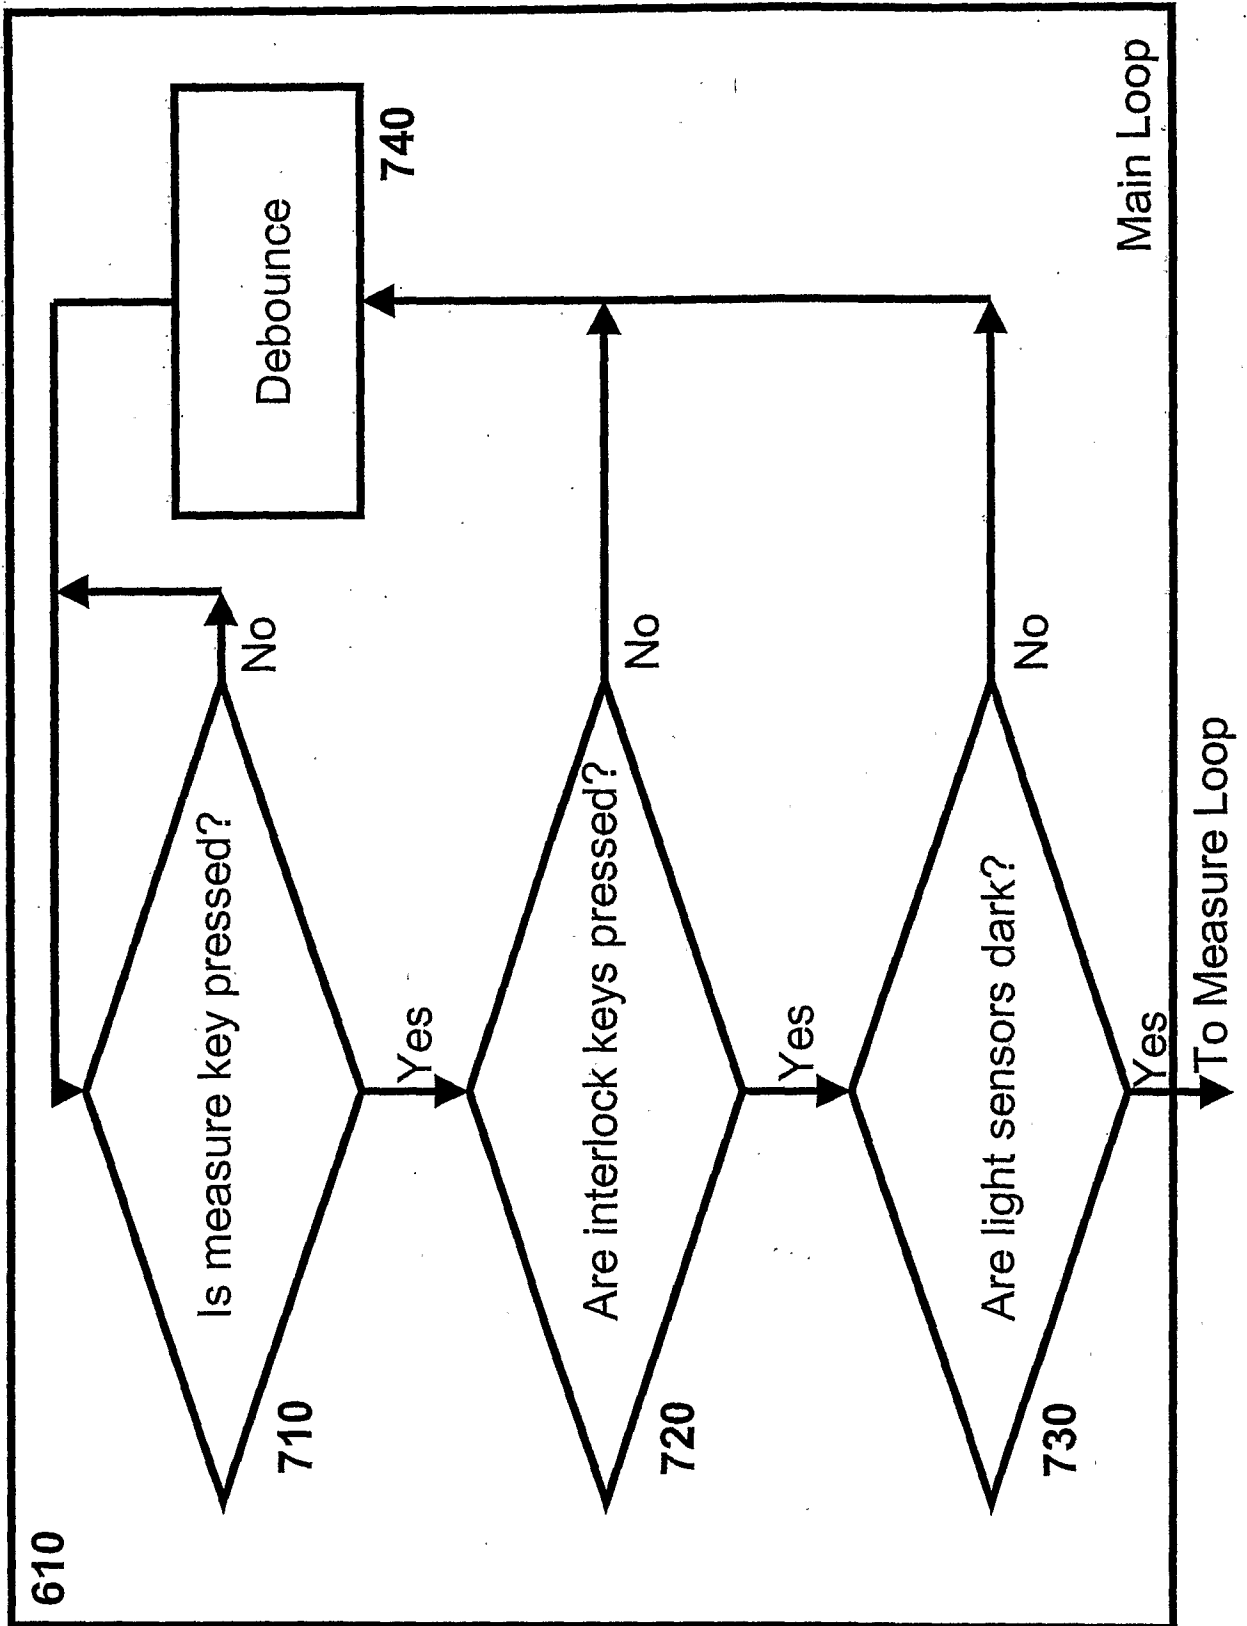 610
Is measure key pressed?
710
No
Debounce
740
Yes
Are interlock keys pressed?
720
No
Yes
Are light sensors dark?
730
No
Yes
Main Loop
To Measure Loop